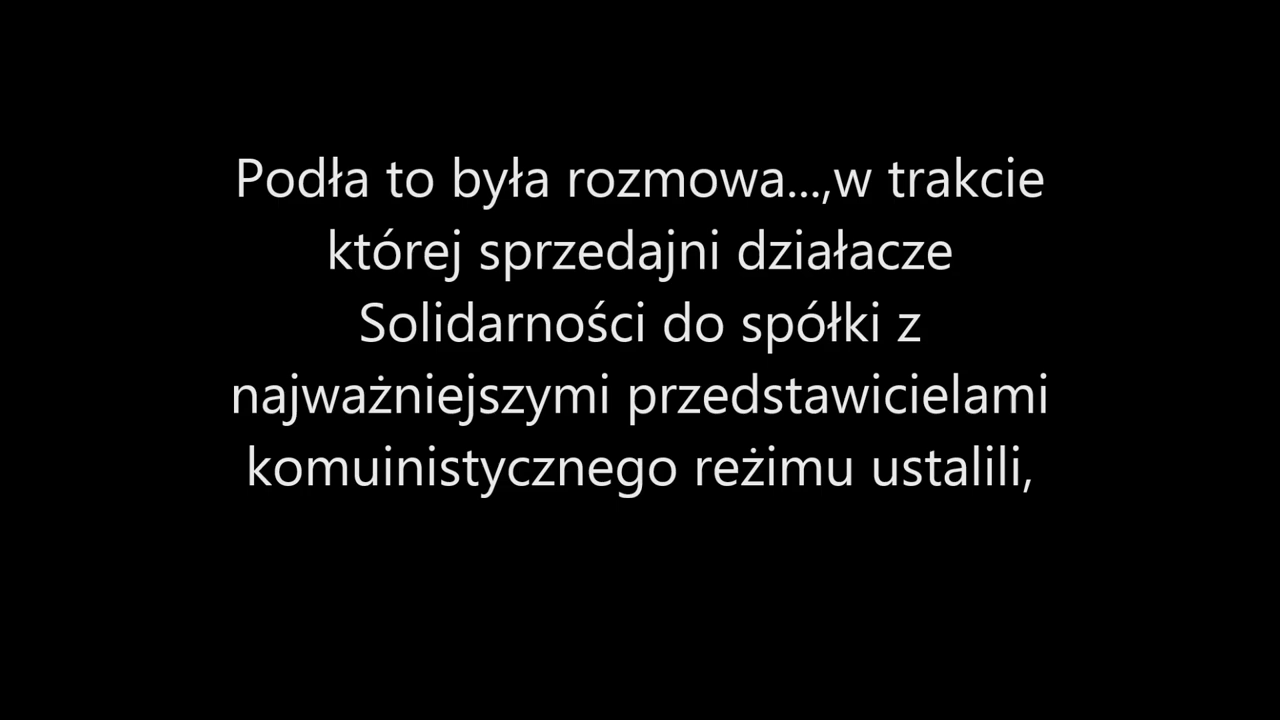 Podła to była rozmowa...,w trakcie
której sprzedajni działacze
Solidarności do spółki z
najważniejszymi przedstawicielami
komuinistycznego reżimu ustalili,